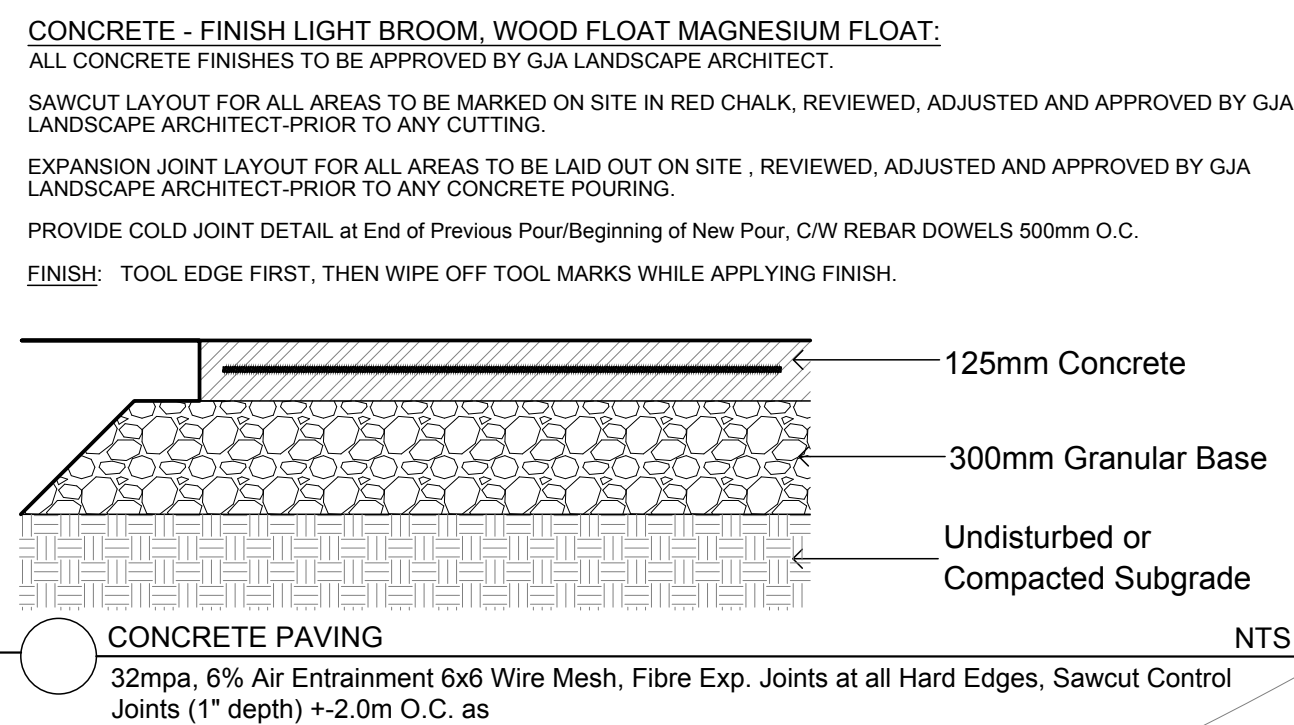 CONCRETE - FINISH LIGHT BROOM, WOOD FLOAT MAGNESIUM FLOAT:
ALL CONCRETE FINISHES TO BE APPROVED BY GJA LANDSCAPE ARCHITECT.
SAWCUT LAYOUT FOR ALL AREAS TO BE MARKED ON SITE IN RED CHALK, REVIEWED, ADJUSTED AND APPROVED BY GJA
LANDSCAPE ARCHITECT-PRIOR TO ANY CUTTING.
EXPANSION JOINT LAYOUT FOR ALL AREAS TO BE LAID OUT ON SITE , REVIEWED, ADJUSTED AND APPROVED BY GJA
LANDSCAPE ARCHITECT-PRIOR TO ANY CONCRETE POURING.
PROVIDE COLD JOINT DETAIL at End of Previous Pour/Beginning of New Pour, C/W REBAR DOWELS 500mm O.C.
FINISH: TOOL EDGE FIRST, THEN WIPE OFF TOOL MARKS WHILE APPLYING FINISH.
125mm Concrete
300mm Granular Base
Undisturbed or
Compacted Subgrade
CONCRETE PAVING NTS
32mpa, 6% Air Entrainment 6x6 Wire Mesh, Fibre Exp. Joints at all Hard Edges, Sawcut Control
Joints (1" depth) +-2.0m O.C. as